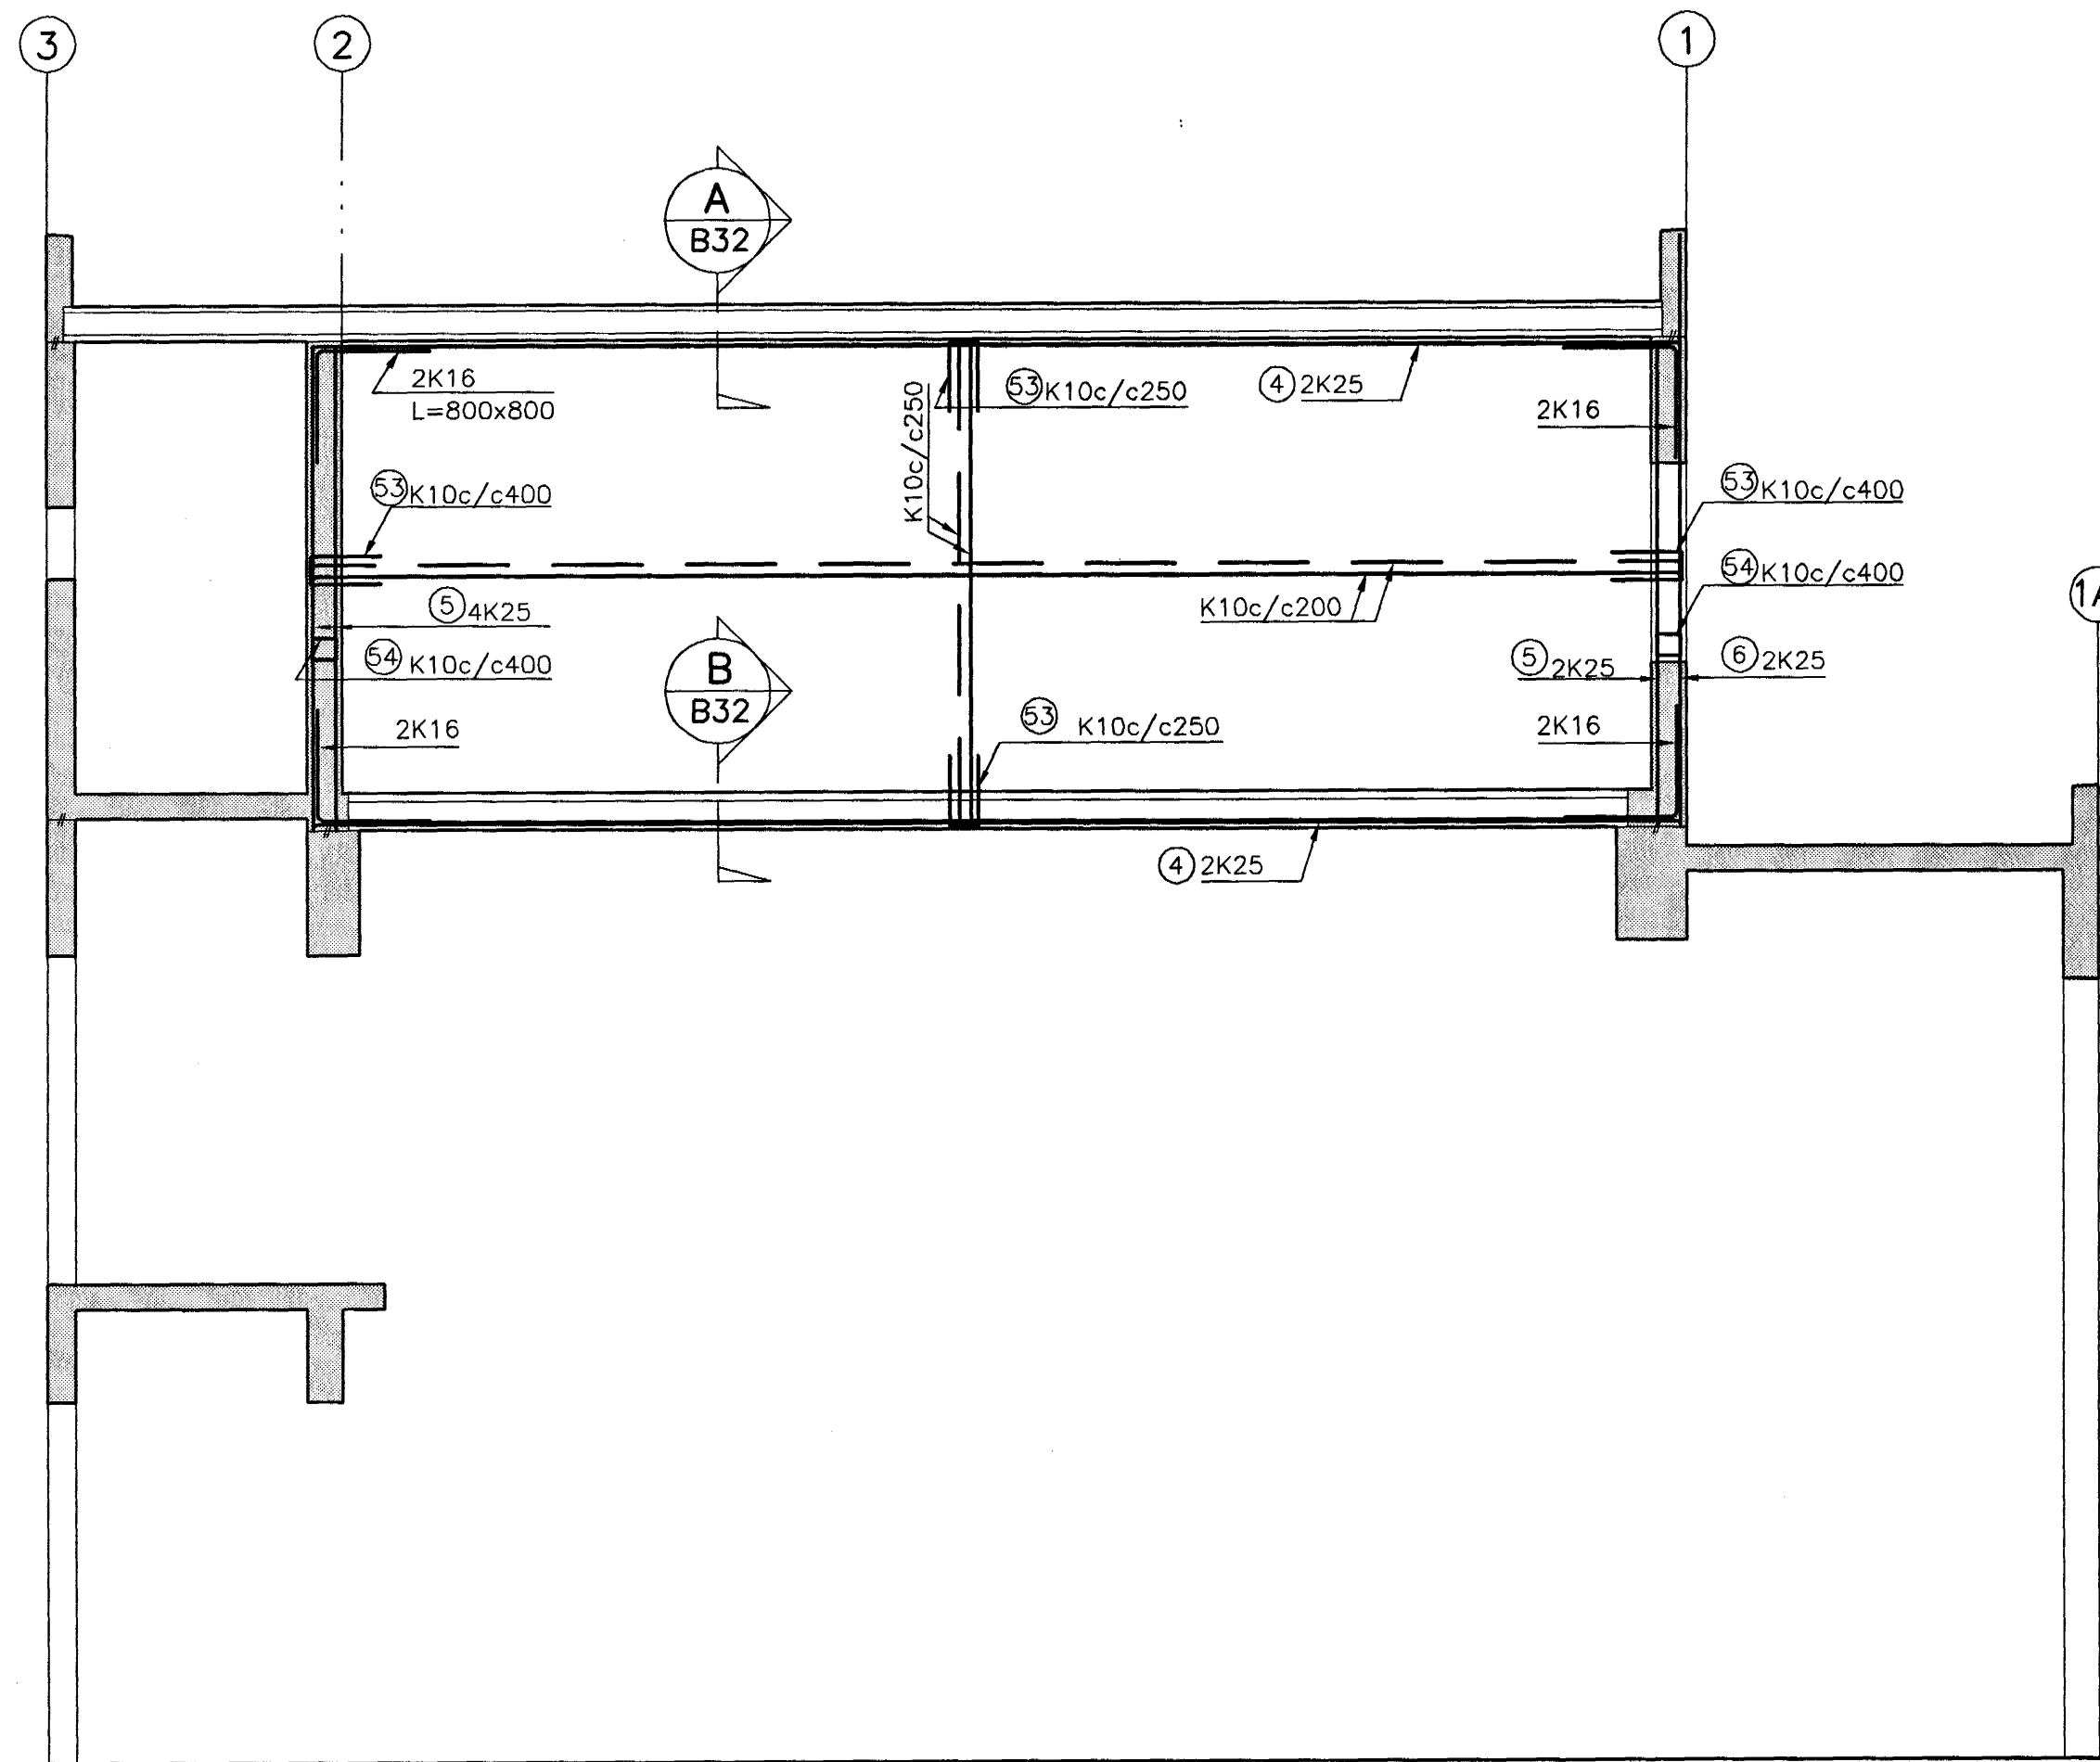 3
2
1
A
B32
2K16
L=800x800
53 K10c/c250
4 2K25
2K16
K10c/c250
53 K10c/c400
53 K10c/c400
54 K10c/c400
K10c/c200
5 4K25
54 K10c/c400
1A
B
B32
5 2K25
6 2K25
2K16
53 K10c/c250
2K16
4 2K25